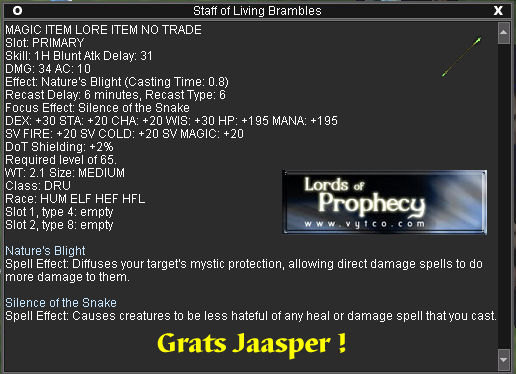 O Staff of Living Brambles X
MAGIC ITEM LORE ITEM NO TRADE
Slot: PRIMARY
Skill: 1H Blunt Atk Delay: 31
DMG: 34 AC: 10
Effect: Nature's Blight (Casting Time: 0.8)
Recast Delay: 6 minutes, Recast Type: 6
Focus Effect: Silence of the Snake
DEX: +30 STA: +20 CHA: +20 WIS: +30 HP: +195 MANA: +195
SV FIRE: +20 SV COLD: +20 SV MAGIC: +20
DoT Shielding: +2%
Required level of 65.
WT: 2.1 Size: MEDIUM
Class: DRU
Race: HUM ELF HEF HFL
Slot 1, type 4: empty
Slot 2, type 8: empty
Lords of
Prophecy
www.vytco.com
Nature's Blight
Spell Effect: Diffuses your target's mystic protection, allowing direct damage spells to do
more damage to them.
Silence of the Snake
Spell Effect: Causes creatures to be less hateful of any heal or damage spell that you cast.
Grats Jaasper !